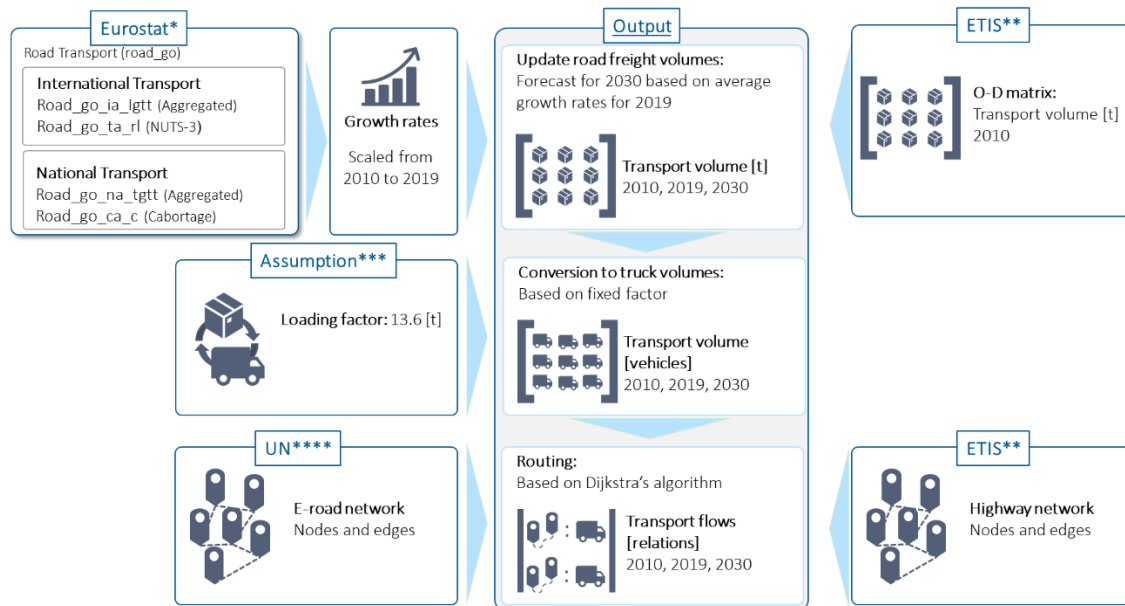 Eurostat*
Road Transport (road_go)
International Transport
Road_go_ia_lgtt (Aggregated)
Road_go_ta_rl (NUTS-3)
National Transport
Road_go_na_tgtt (Aggregated)
Road_go_ca_c (Cabortage)
Growth rates
Scaled from
2010 to 2019
Output
Update road freight volumes:
Forecast for 2030 based on average
growth rates for 2019
Transport volume [t]
2010, 2019, 2030
ETIS**
O-D matrix:
Transport volume [t]
2010
Assumption***
Loading factor: 13.6 [t]
Conversion to truck volumes:
Based on fixed factor
Transport volume
[vehicles]
2010, 2019, 2030
UN****
E-road network
Nodes and edges
Routing:
Based on Dijkstra's algorithm
Transport flows
[relations]
2010, 2019, 2030
ETIS**
Highway network
Nodes and edges